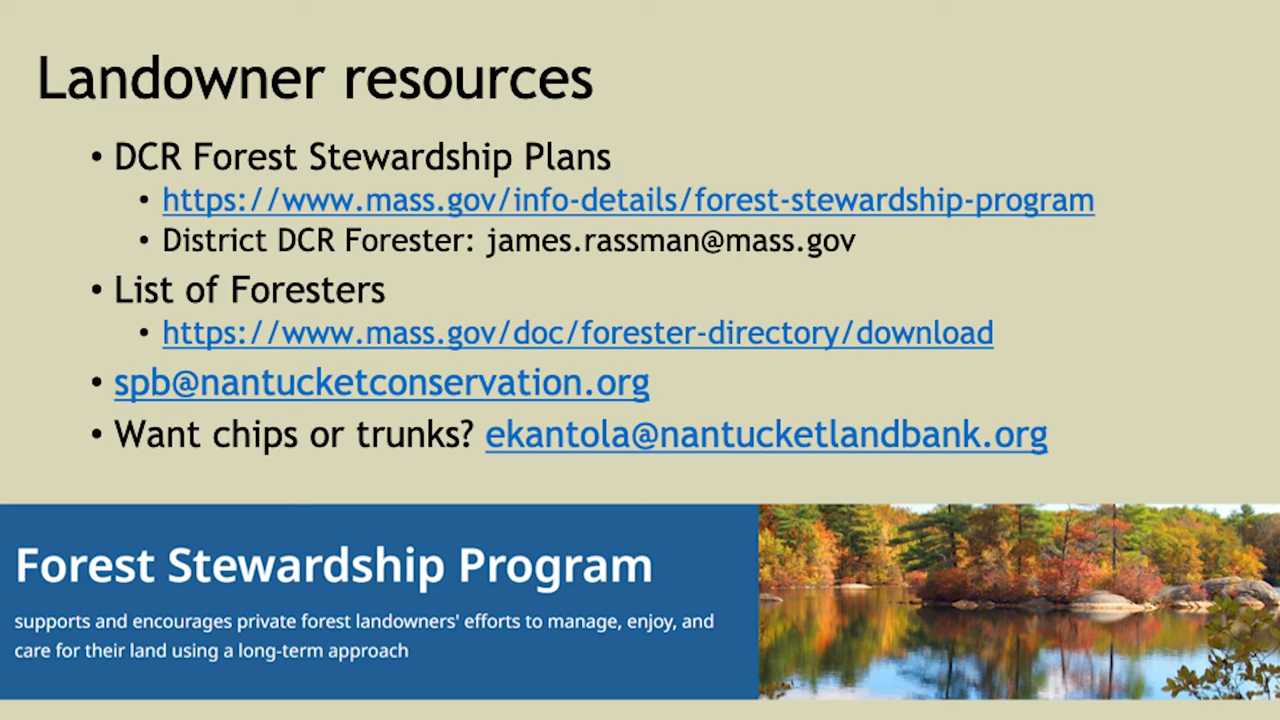 Landowner resources
• DCR Forest Stewardship Plans
• https://www.mass.gov/info-details/forest-stewardship-program
• District DCR Forester: james.rassman@mass.gov
• List of Foresters
• https://www.mass.gov/doc/forester-directory/download
• spb@nantucketconservation.org
• Want chips or trunks? ekantola@nantucketlandbank.org
Forest Stewardship Program
supports and encourages private forest landowners' efforts to manage, enjoy, and
care for their land using a long-term approach